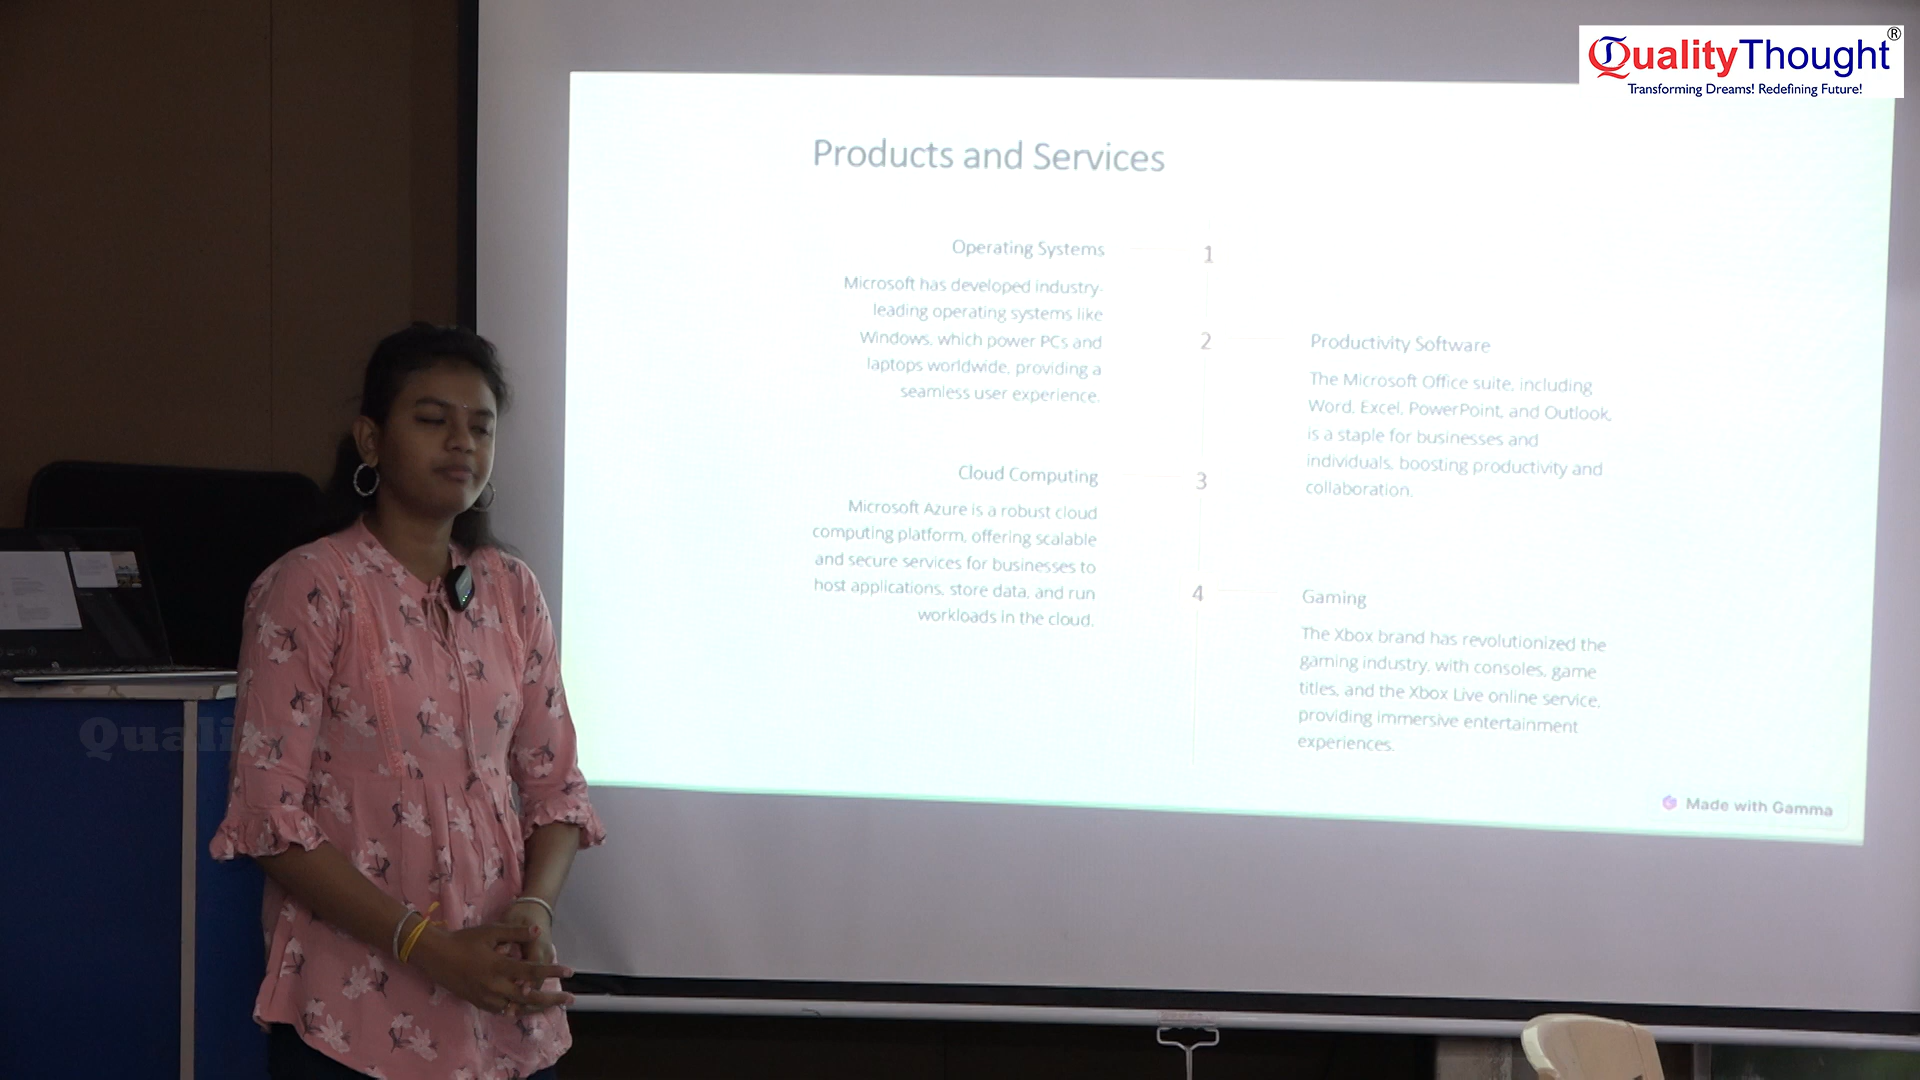 QualityThought®
Transforming Dreams! Redefining Future!
Products and Services
Operating Systems
1
Microsoft has developed industry-
leading operating systems like
Windows, which power PCs and
laptops worldwide, providing a
seamless user experience.
2
Productivity Software
The Microsoft Office suite, including
Word, Excel, PowerPoint, and Outlook,
is a staple for businesses and
individuals, boosting productivity and
collaboration.
Cloud Computing
3
Microsoft Azure is a robust cloud
computing platform, offering scalable
and secure services for businesses to
host applications, store data, and run
workloads in the cloud.
4
Gaming
The Xbox brand has revolutionized the
gaming industry, with consoles, game
titles, and the Xbox Live online service,
providing immersive entertainment
experiences.
Made with Gamma